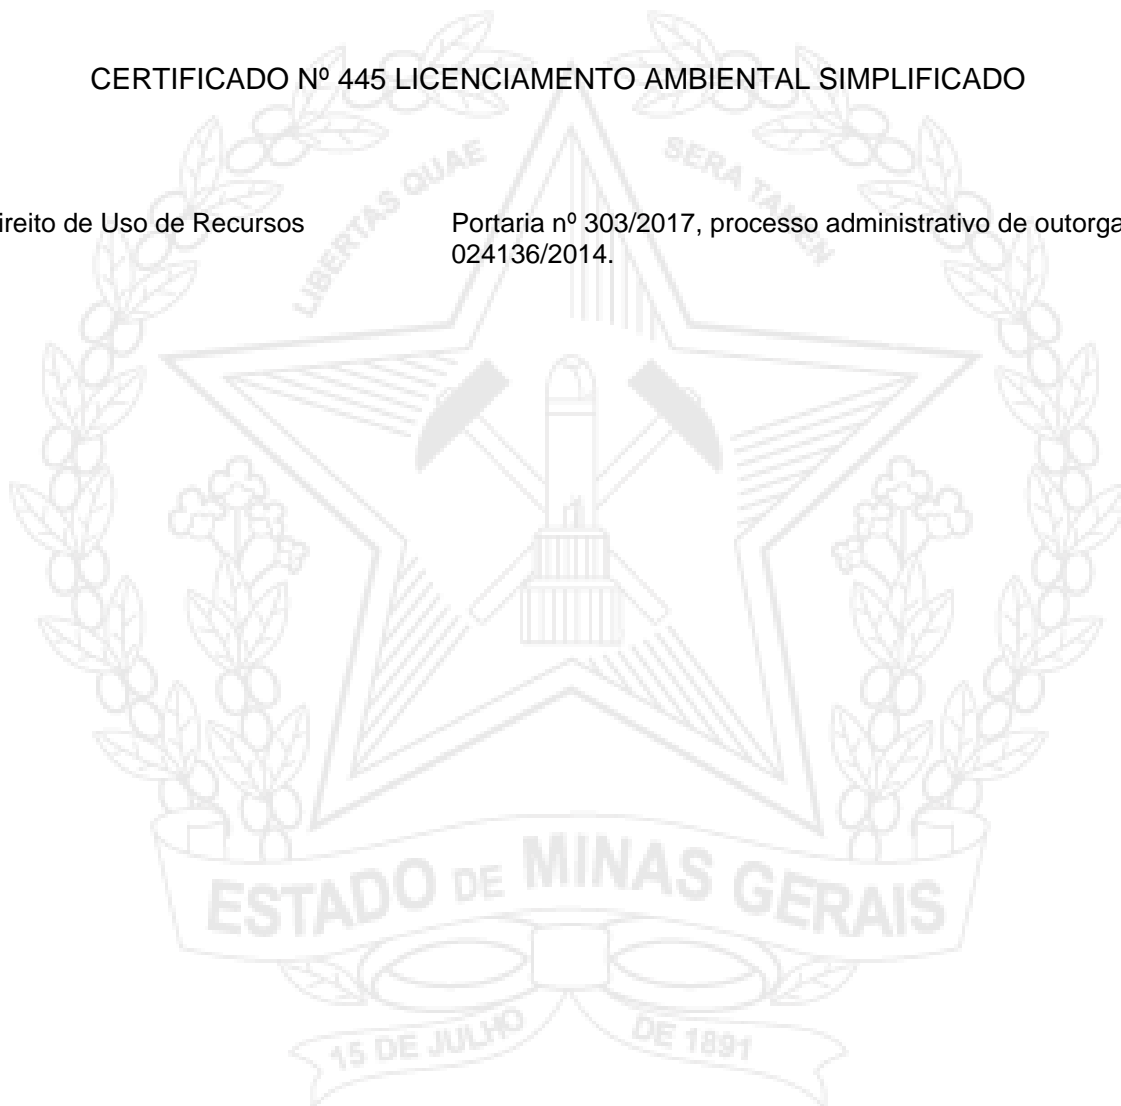 CERTIFICADO Nº 445 LICENCIAMENTO AMBIENTAL SIMPLIFICADO
LIBERTAS QUAE SERA TAMEN
ireito de Uso de Recursos
Portaria nº 303/2017, processo administrativo de outorga
024136/2014.
ESTADO DE MINAS GERAIS
15 DE JULHO DE 1891